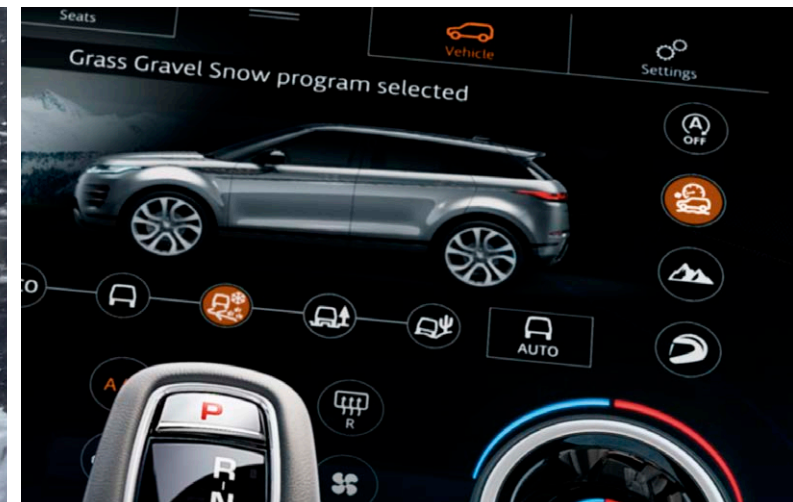 Seats
Vehicle
Settings
Grass Gravel Snow program selected
A
OFF
AUTO
A
P
R
R
N